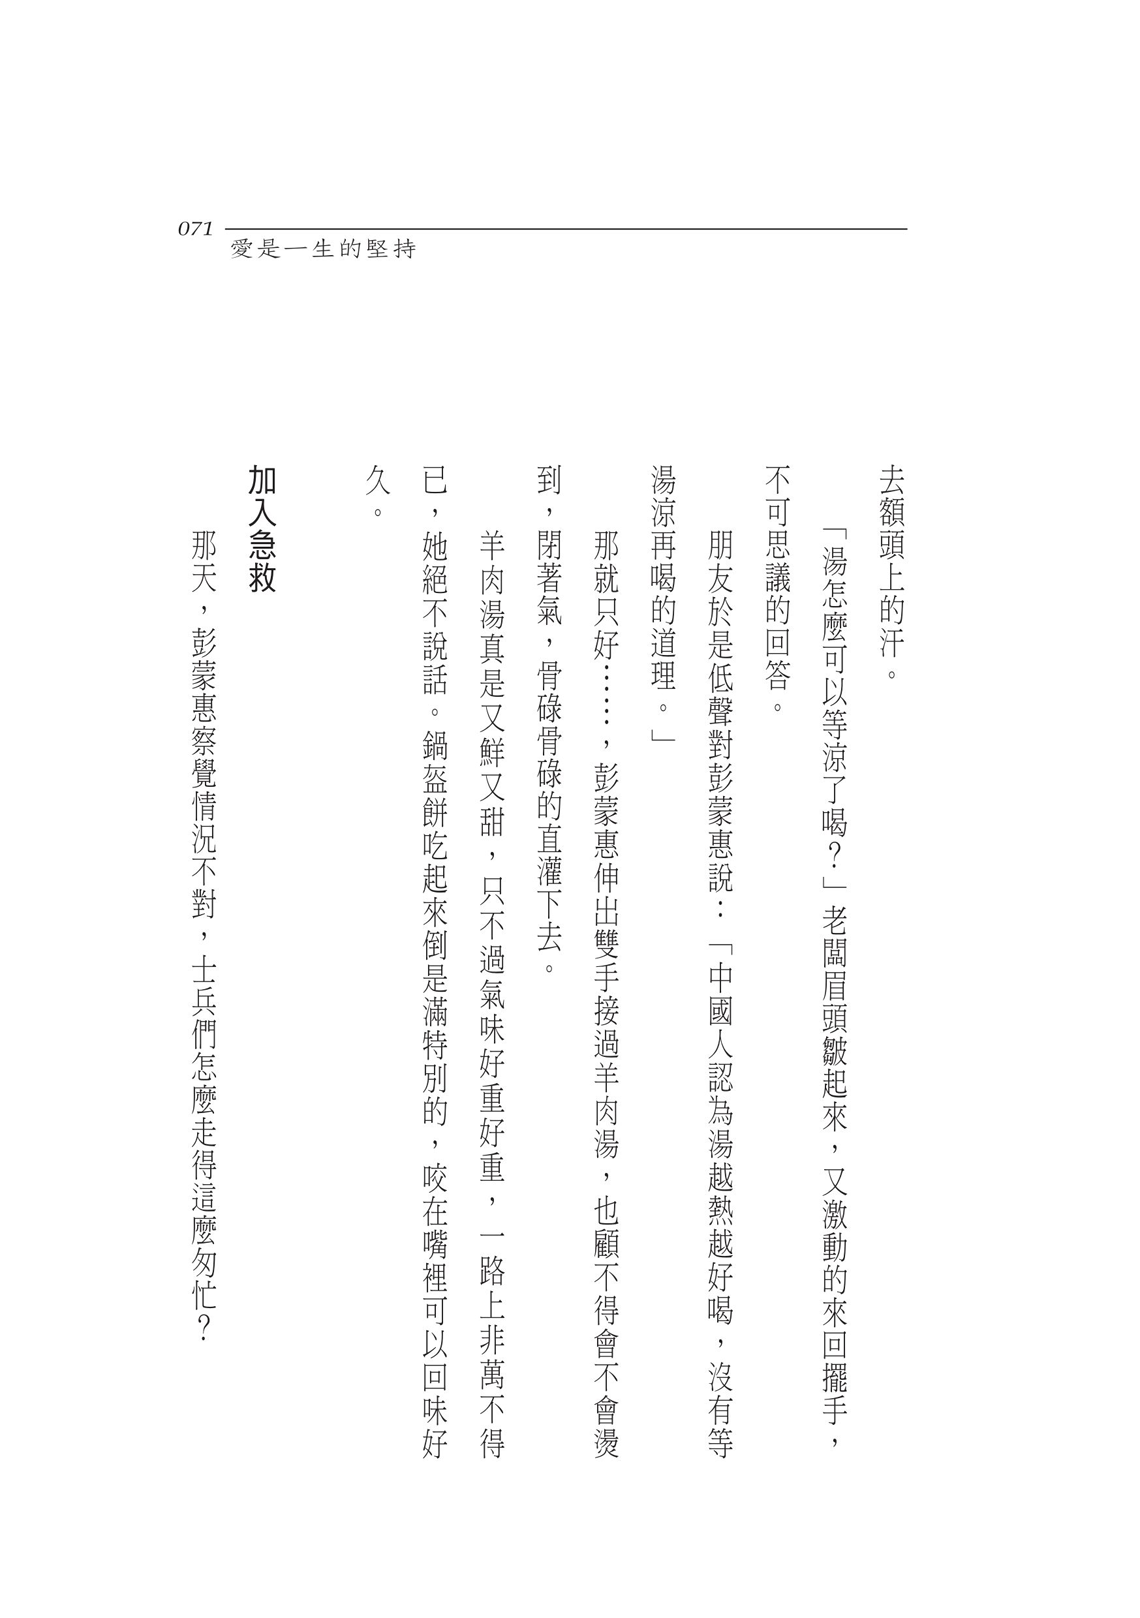 071
愛是一生的堅持
去額頭上的汗。
「湯怎麼可以等涼了喝？」老闆眉頭皺起來，又激動的來回擺手，
不可思議的回答。
朋友於是低聲對彭蒙惠說：「中國人認為湯越熱越好喝，沒有等
湯涼再喝的道理。」
那就只好……，彭蒙惠伸出雙手接過羊肉湯，也顧不得會不會燙
到，閉著氣，骨碌骨碌的直灌下去。
羊肉湯真是又鮮又甜，只不過氣味好重好重，一路上非萬不得
已，她絕不說話。鍋盔餅吃起來倒是滿特別的，咬在嘴裡可以回味好
久。
加入急救
那天，彭蒙惠察覺情況不對，士兵們怎麼走得這麼匆忙？